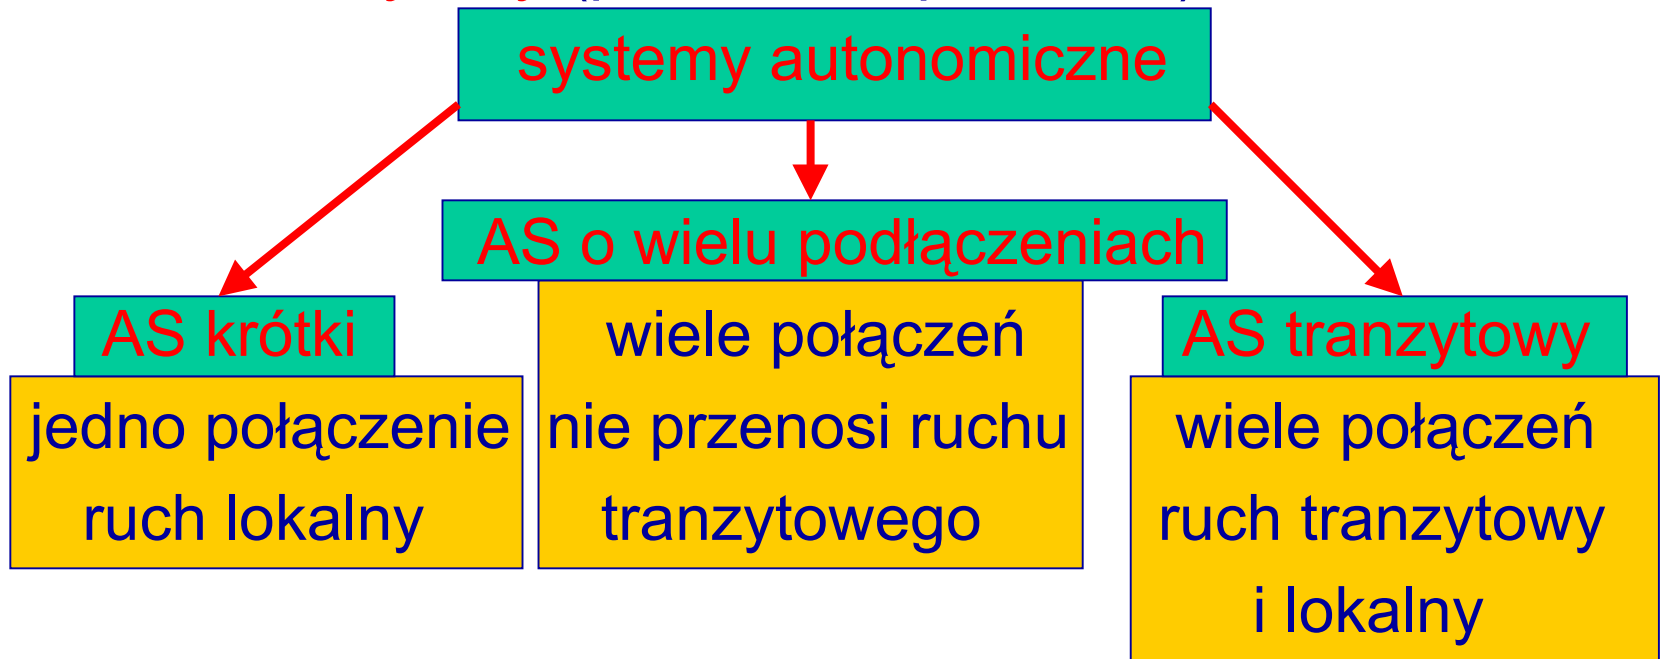 systemy autonomiczne
AS o wielu podłączeniach
wiele połączeń
nie przenosi ruchu
tranzytowego
AS krótki
jedno połączenie
ruch lokalny
AS tranzytowy
wiele połączeń
ruch tranzytowy
i lokalny